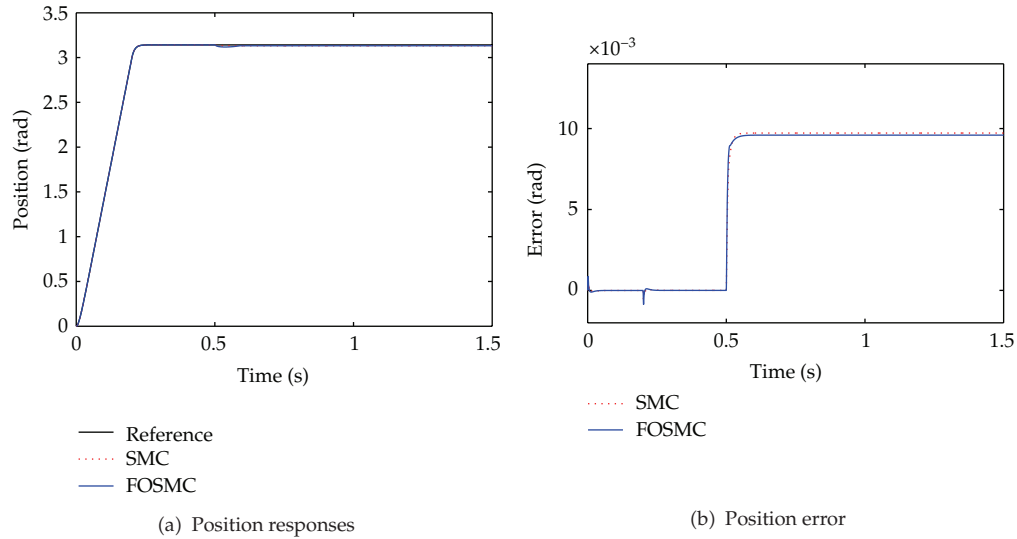 3.5
3
2.5
2
1.5
1
0.5
0
Position (rad)
0 0.5 1 1.5
Time (s)
Reference
SMC
FOSMC
(a) Position responses
×10−3
10
5
0
Error (rad)
0 0.5 1 1.5
Time (s)
SMC
FOSMC
(b) Position error